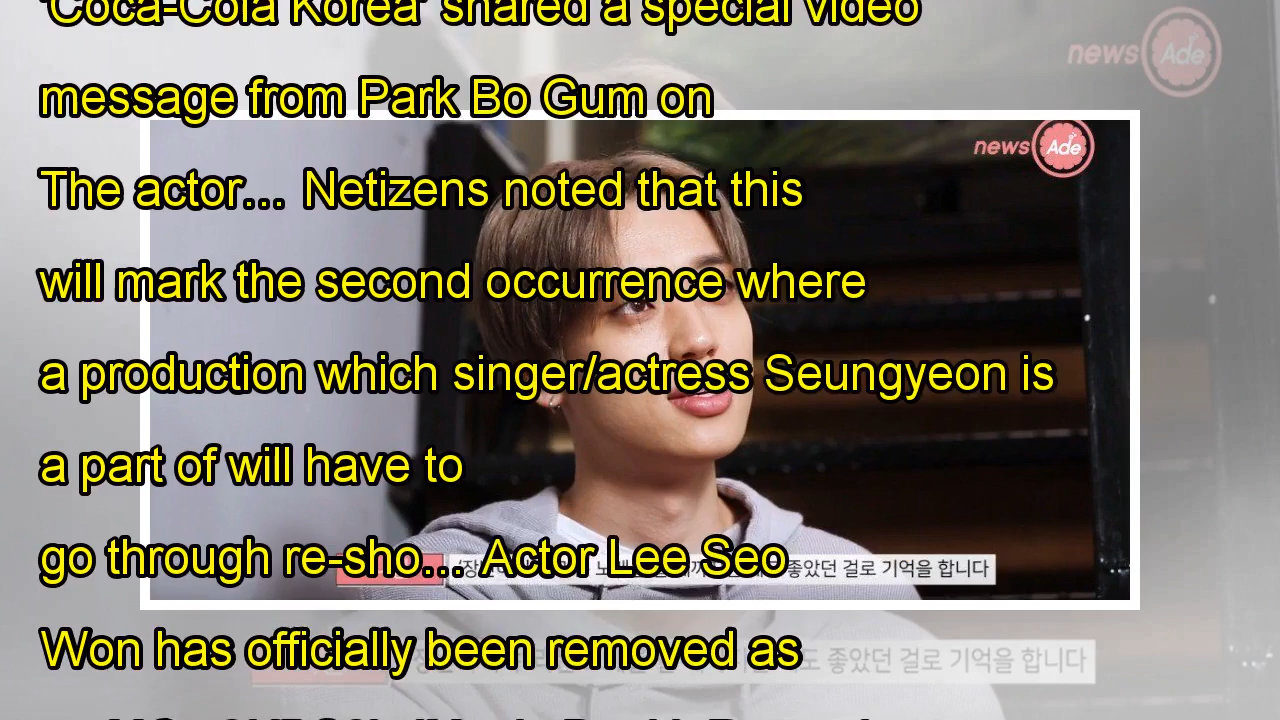 'Coca-Cola Korea' shared a special video
news Ade
message from Park Bo Gum on
news Ade
The actor... Netizens noted that this
will mark the second occurrence where
a production which singer/actress Seungyeon is
a part of will have to
go through re-sho... Actor Lee Seo
좋았던 걸로 기억을 합니다
Won has officially been removed as
좋았던 걸로 기억을 합니다